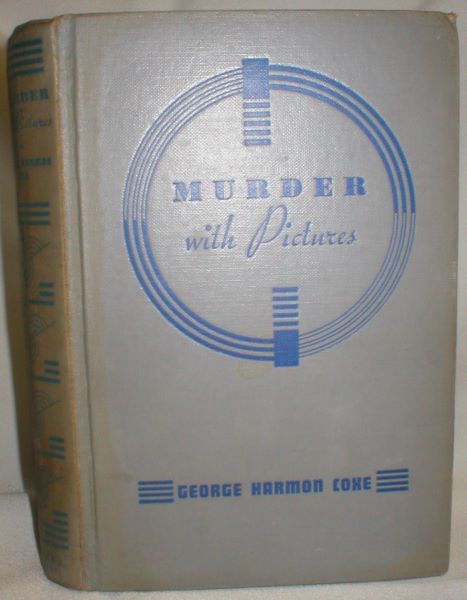 MURDER
with Pictures
GEORGE HARMON COXE